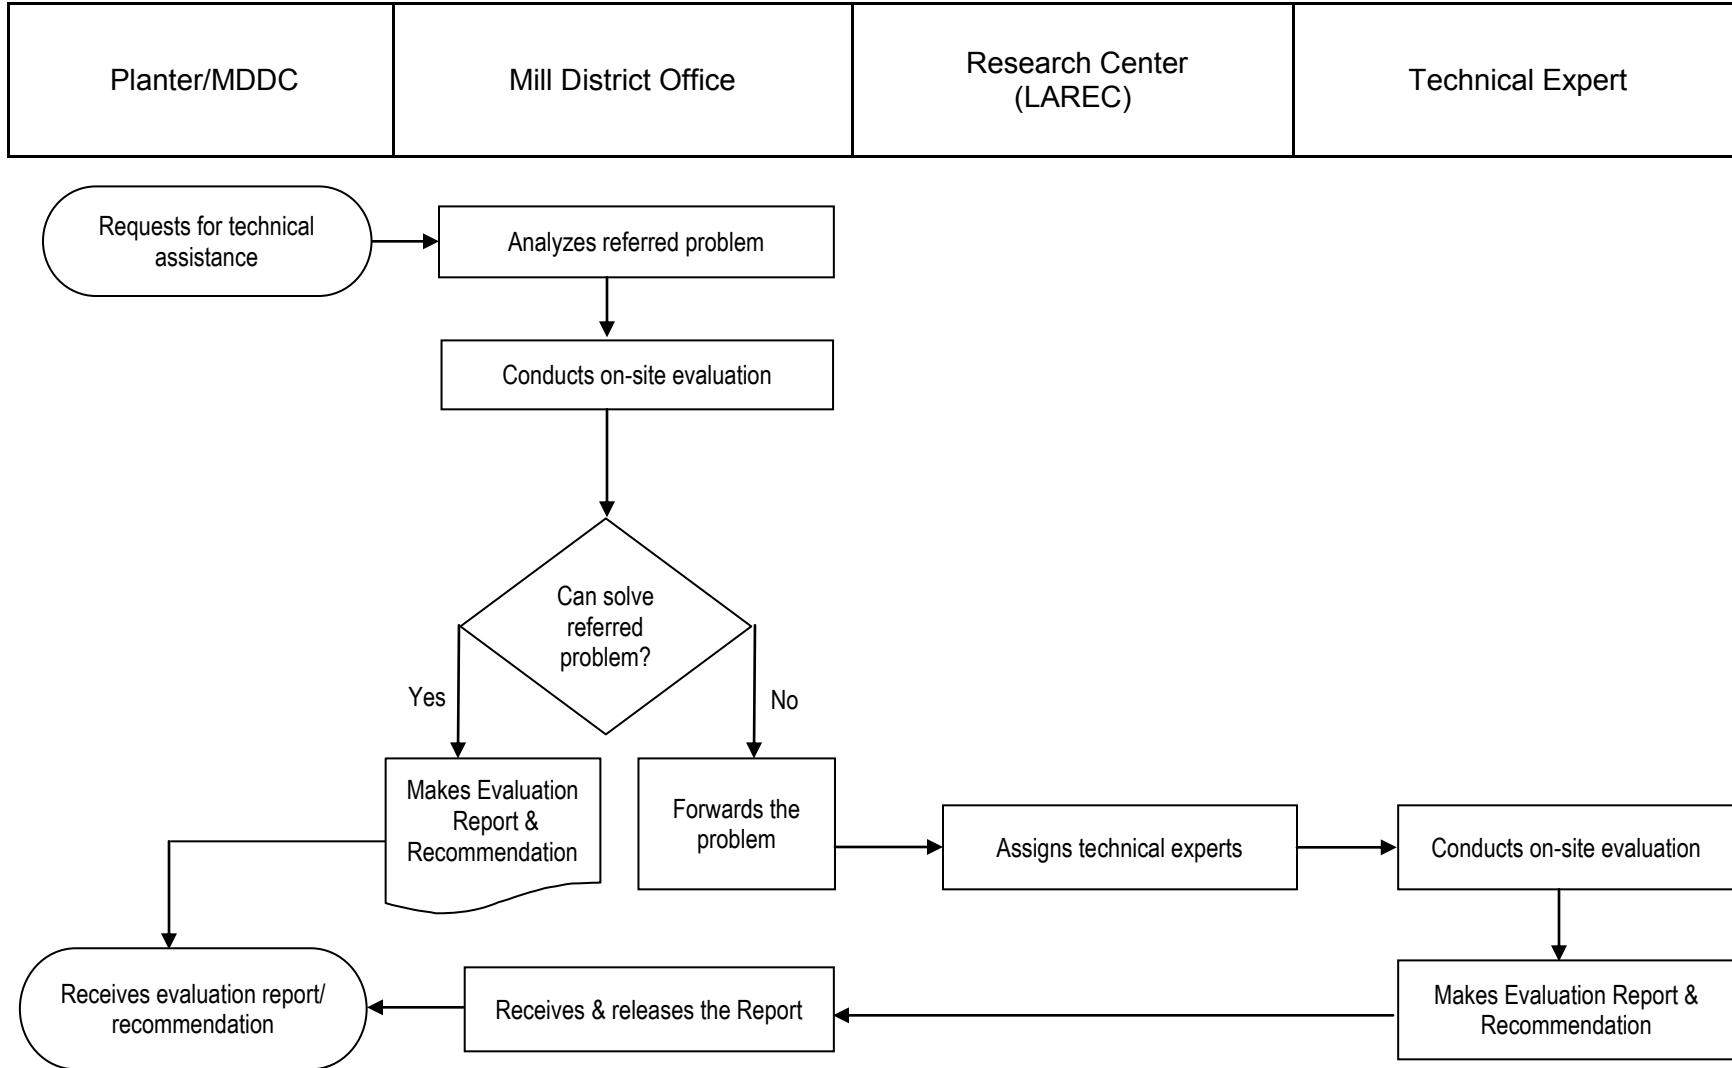 Planter/MDDC
Mill District Office
Research Center
(LAREC)
Technical Expert
Requests for technical
assistance
Analyzes referred problem
Conducts on-site evaluation
Can solve
referred
problem?
Yes
No
Makes Evaluation
Report &
Recommendation
Forwards the
problem
Assigns technical experts
Conducts on-site evaluation
Receives evaluation report/
recommendation
Receives & releases the Report
Makes Evaluation Report &
Recommendation